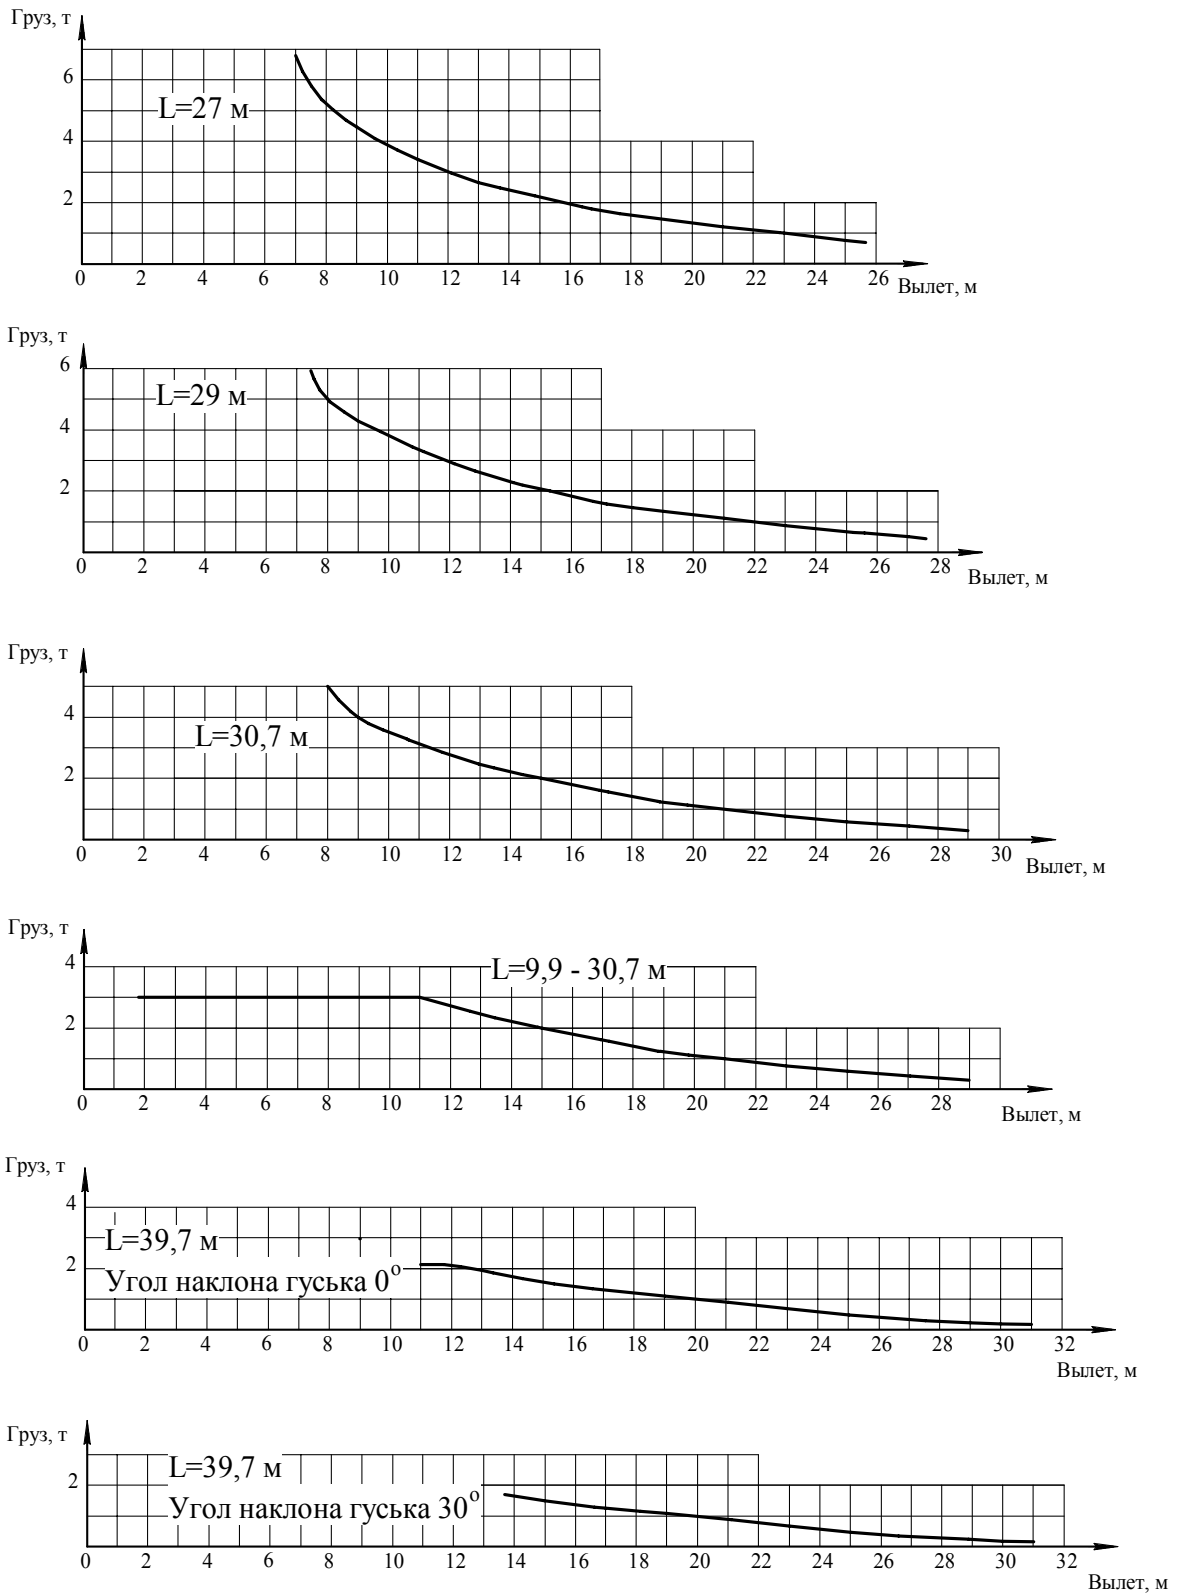 Груз, т
6
L=27 м
4
2
0 2 4 6 8 10 12 14 16 18 20 22 24 26
Вылет, м
Груз, т
6
L=29 м
4
2
0 2 4 6 8 10 12 14 16 18 20 22 24 26 28
Вылет, м
Груз, т
4
L=30,7 м
2
0 2 4 6 8 10 12 14 16 18 20 22 24 26 28 30
Вылет, м
Груз, т
4
L=9,9 - 30,7 м
2
0 2 4 6 8 10 12 14 16 18 20 22 24 26 28
Вылет, м
Груз, т
4
L=39,7 м
2
Угол наклона гуська 0°
0 2 4 6 8 10 12 14 16 18 20 22 24 26 28 30 32
Вылет, м
Груз, т
L=39,7 м
2
Угол наклона гуська 30°
0 2 4 6 8 10 12 14 16 18 20 22 24 26 28 30 32
Вылет, м